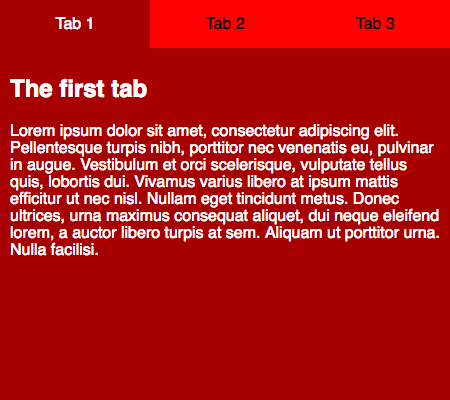 Tab 1 Tab 2 Tab 3
The first tab
Lorem ipsum dolor sit amet, consectetur adipiscing elit.
Pellentesque turpis nibh, porttitor nec venenatis eu, pulvinar
in augue. Vestibulum et orci scelerisque, vulputate tellus
quis, lobortis dui. Vivamus varius libero at ipsum mattis
efficitur ut nec nisl. Nullam eget tincidunt metus. Donec
ultrices, urna maximus consequat aliquet, dui neque eleifend
lorem, a auctor libero turpis at sem. Aliquam ut porttitor urna.
Nulla facilisi.